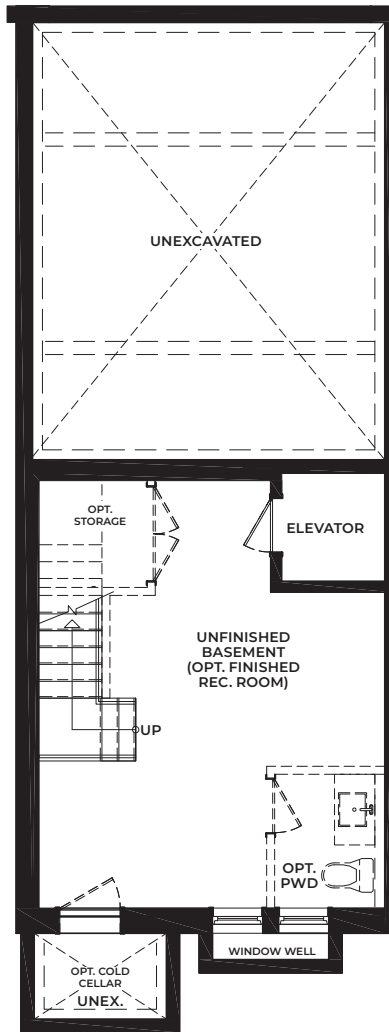 UNEXCAVATED
OPT.
STORAGE
ELEVATOR
UNFINISHED
BASEMENT
(OPT. FINISHED
REC. ROOM)
UP
OPT.
PWD
WINDOW WELL
OPT. COLD
CELLAR
UNEX.